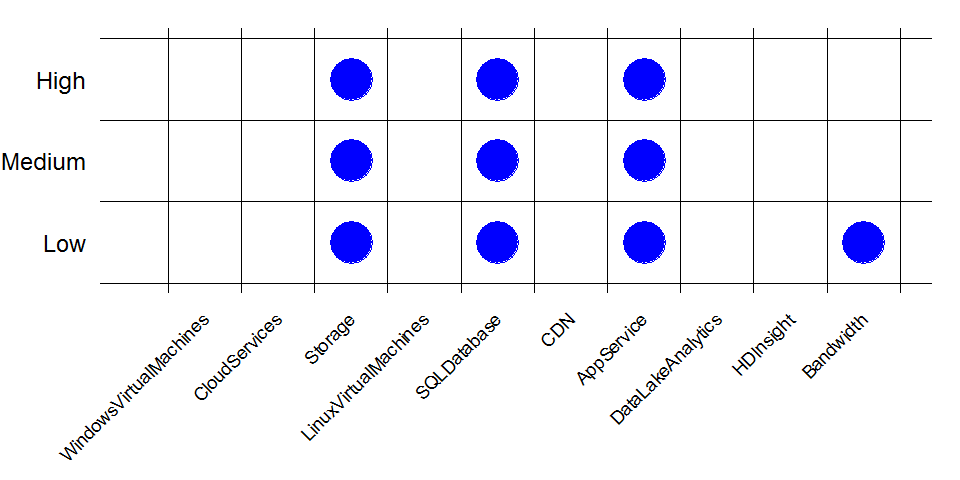 High
Medium
Low
WindowsVirtualMachines
CloudServices
Storage
LinuxVirtualMachines
SQLDatabase
CDN
AppService
DataLakeAnalytics
HDInsight
Bandwidth